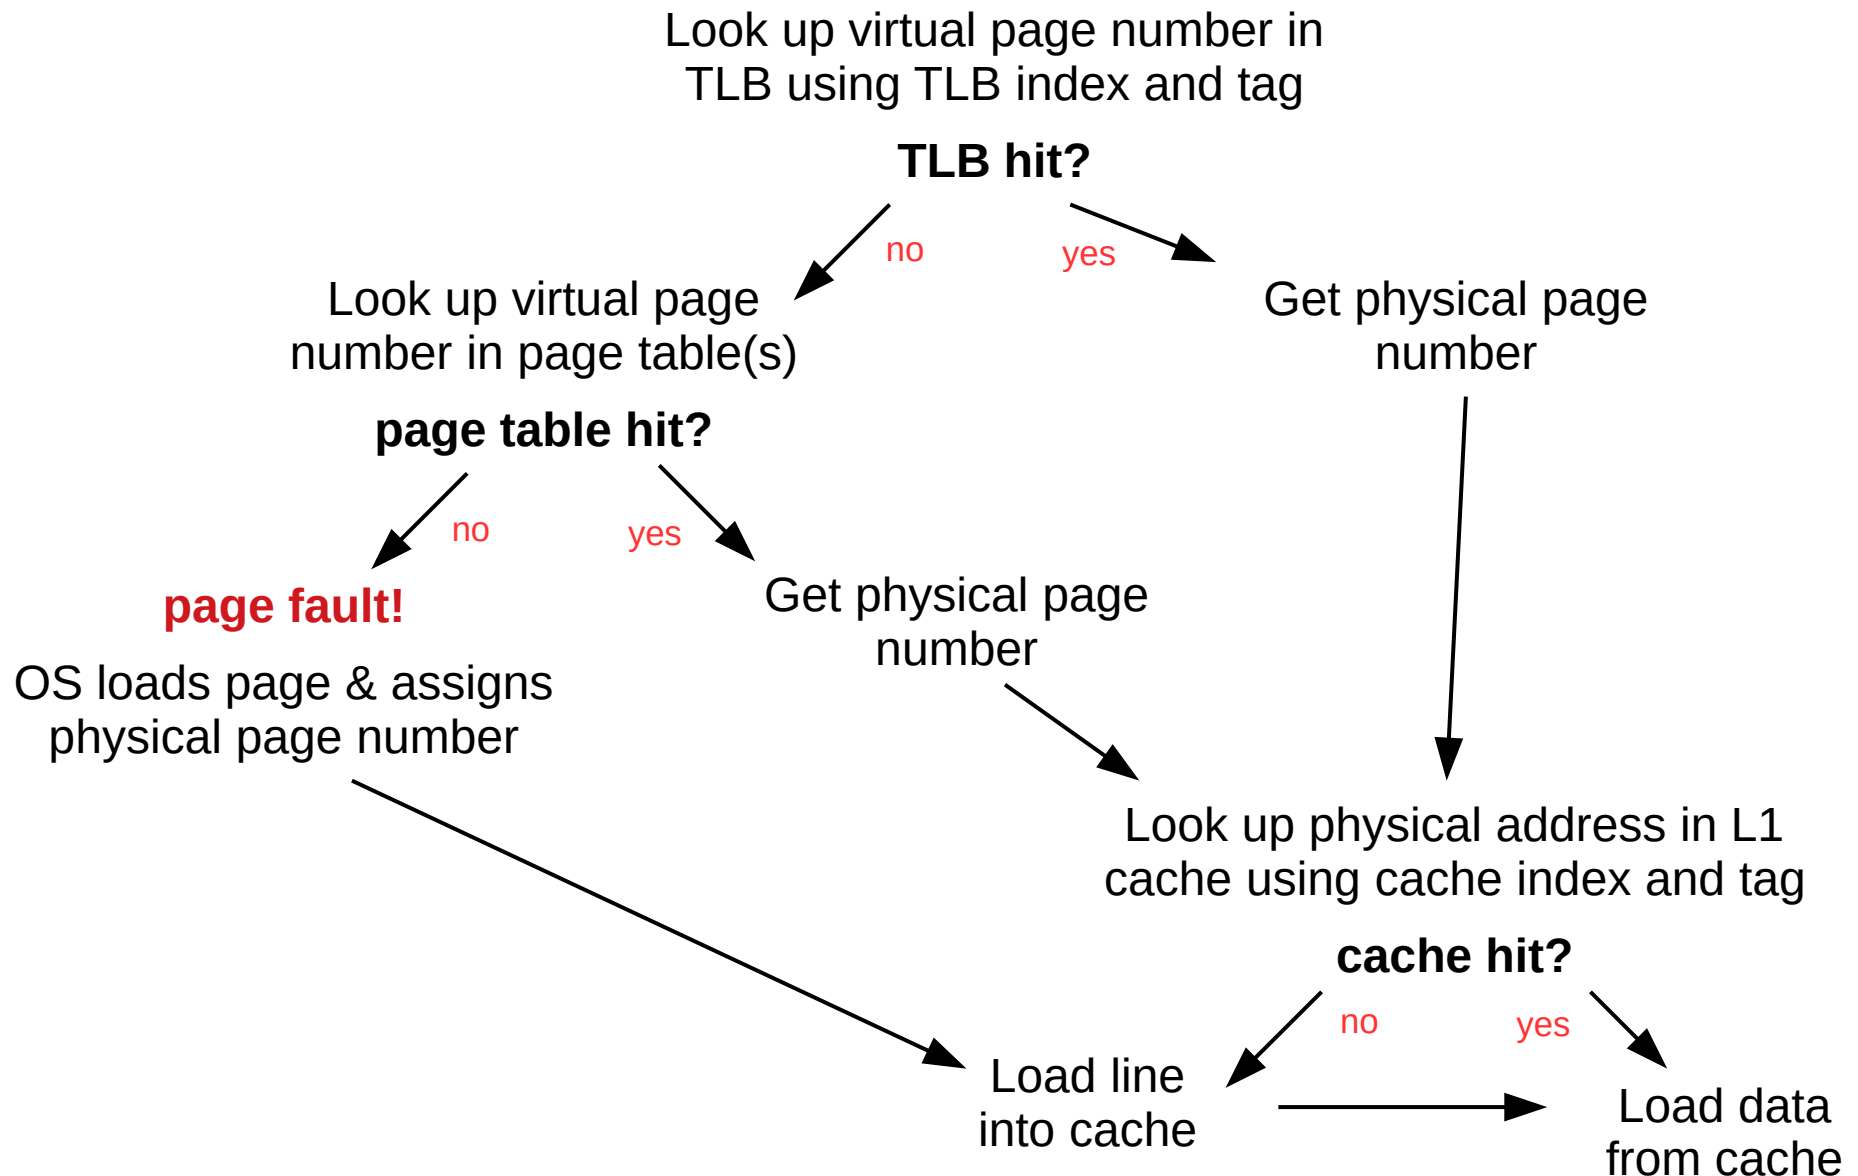 Look up virtual page number in
TLB using TLB index and tag
TLB hit?
no
yes
Look up virtual page
number in page table(s)
Get physical page
number
page table hit?
no
yes
page fault!
OS loads page & assigns
physical page number
Get physical page
number
Look up physical address in L1
cache using cache index and tag
cache hit?
no
yes
Load line
into cache
Load data
from cache